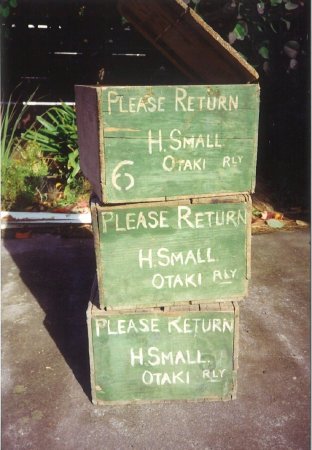 PLEASE RETURN
H. SMALL
OTAKI RLY
6
PLEASE RETURN
H. SMALL.
OTAKI RLY
PLEASE RETURN
H. SMALL.
OTAKI RLY